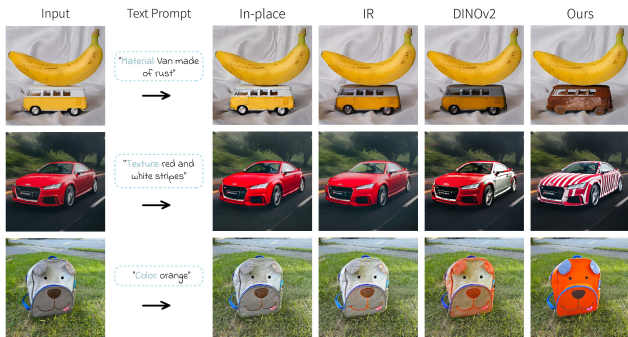 Input Text Prompt In-place IR DINOv2 Ours
"Material: Van made
of rust"
"Texture: red and
white stripes"
"Color: orange"